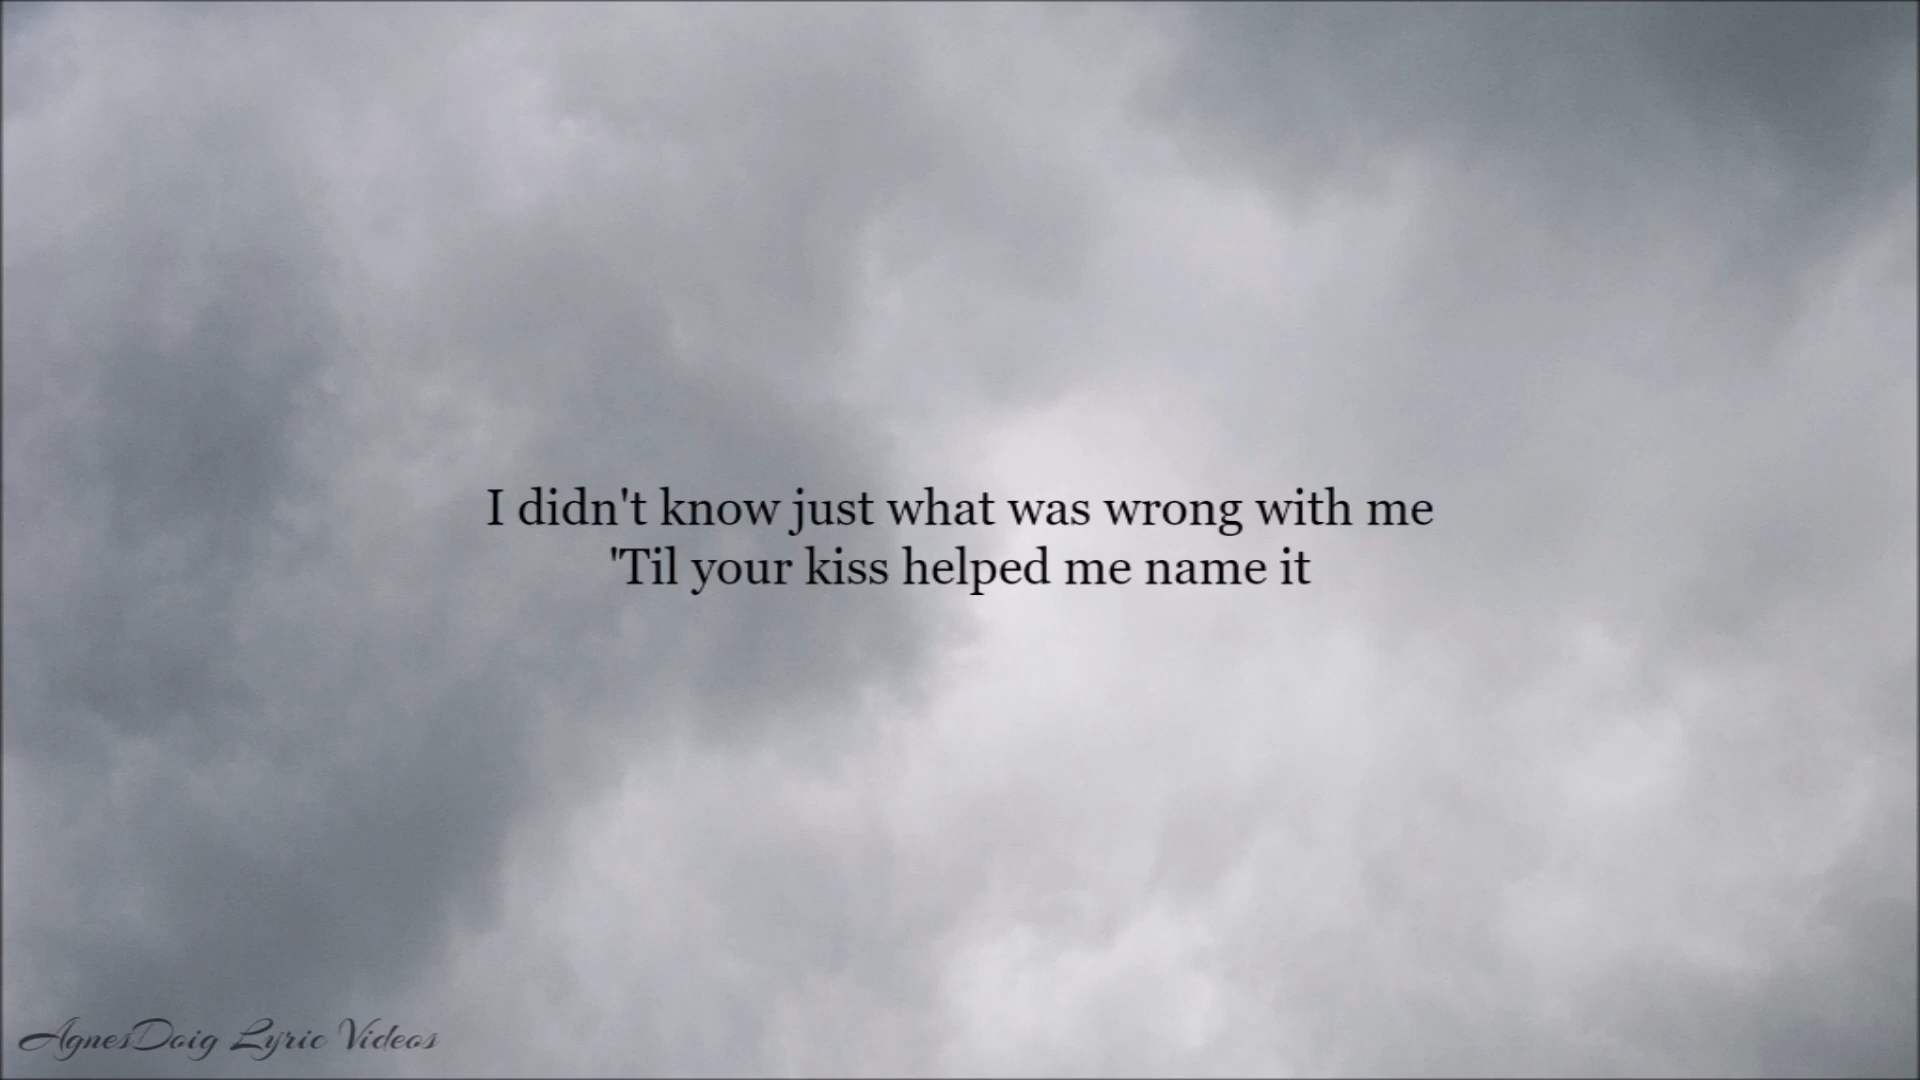 I didn't know just what was wrong with me
'Til your kiss helped me name it
AgnesDoig Lyric Videos